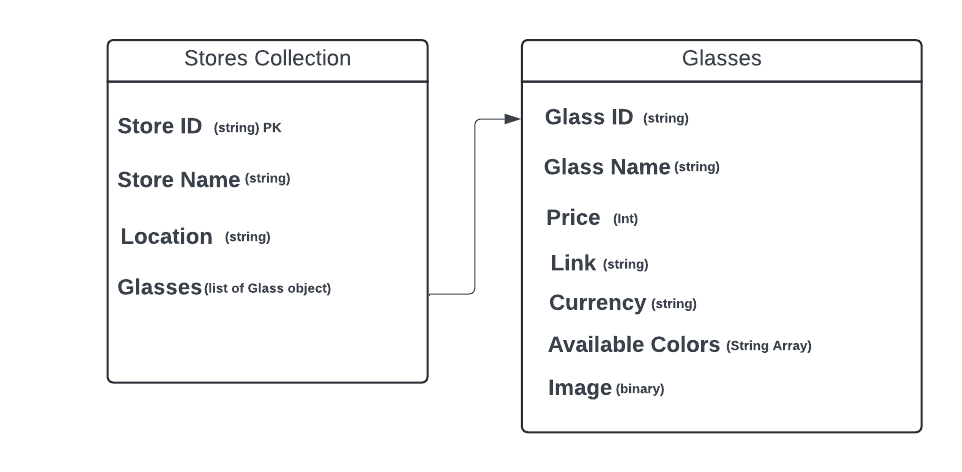 Stores Collection
Store ID (string) PK
Store Name (string)
Location (string)
Glasses (list of Glass object)
Glasses
Glass ID (string)
Glass Name (string)
Price (Int)
Link (string)
Currency (string)
Available Colors (String Array)
Image (binary)